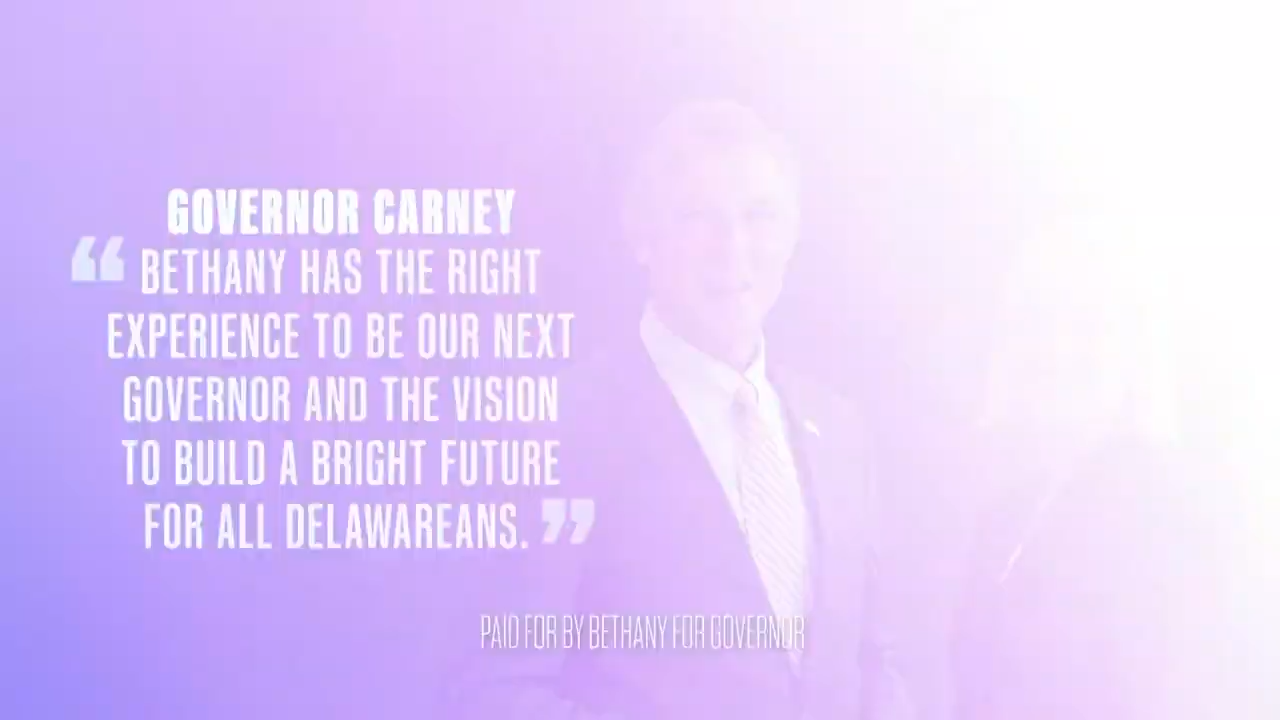 GOVERNOR CARNEY
“ BETHANY HAS THE RIGHT
EXPERIENCE TO BE OUR NEXT
GOVERNOR AND THE VISION
TO BUILD A BRIGHT FUTURE
FOR ALL DELAWAREANS. ”
PAID FOR BY BETHANY FOR GOVERNOR